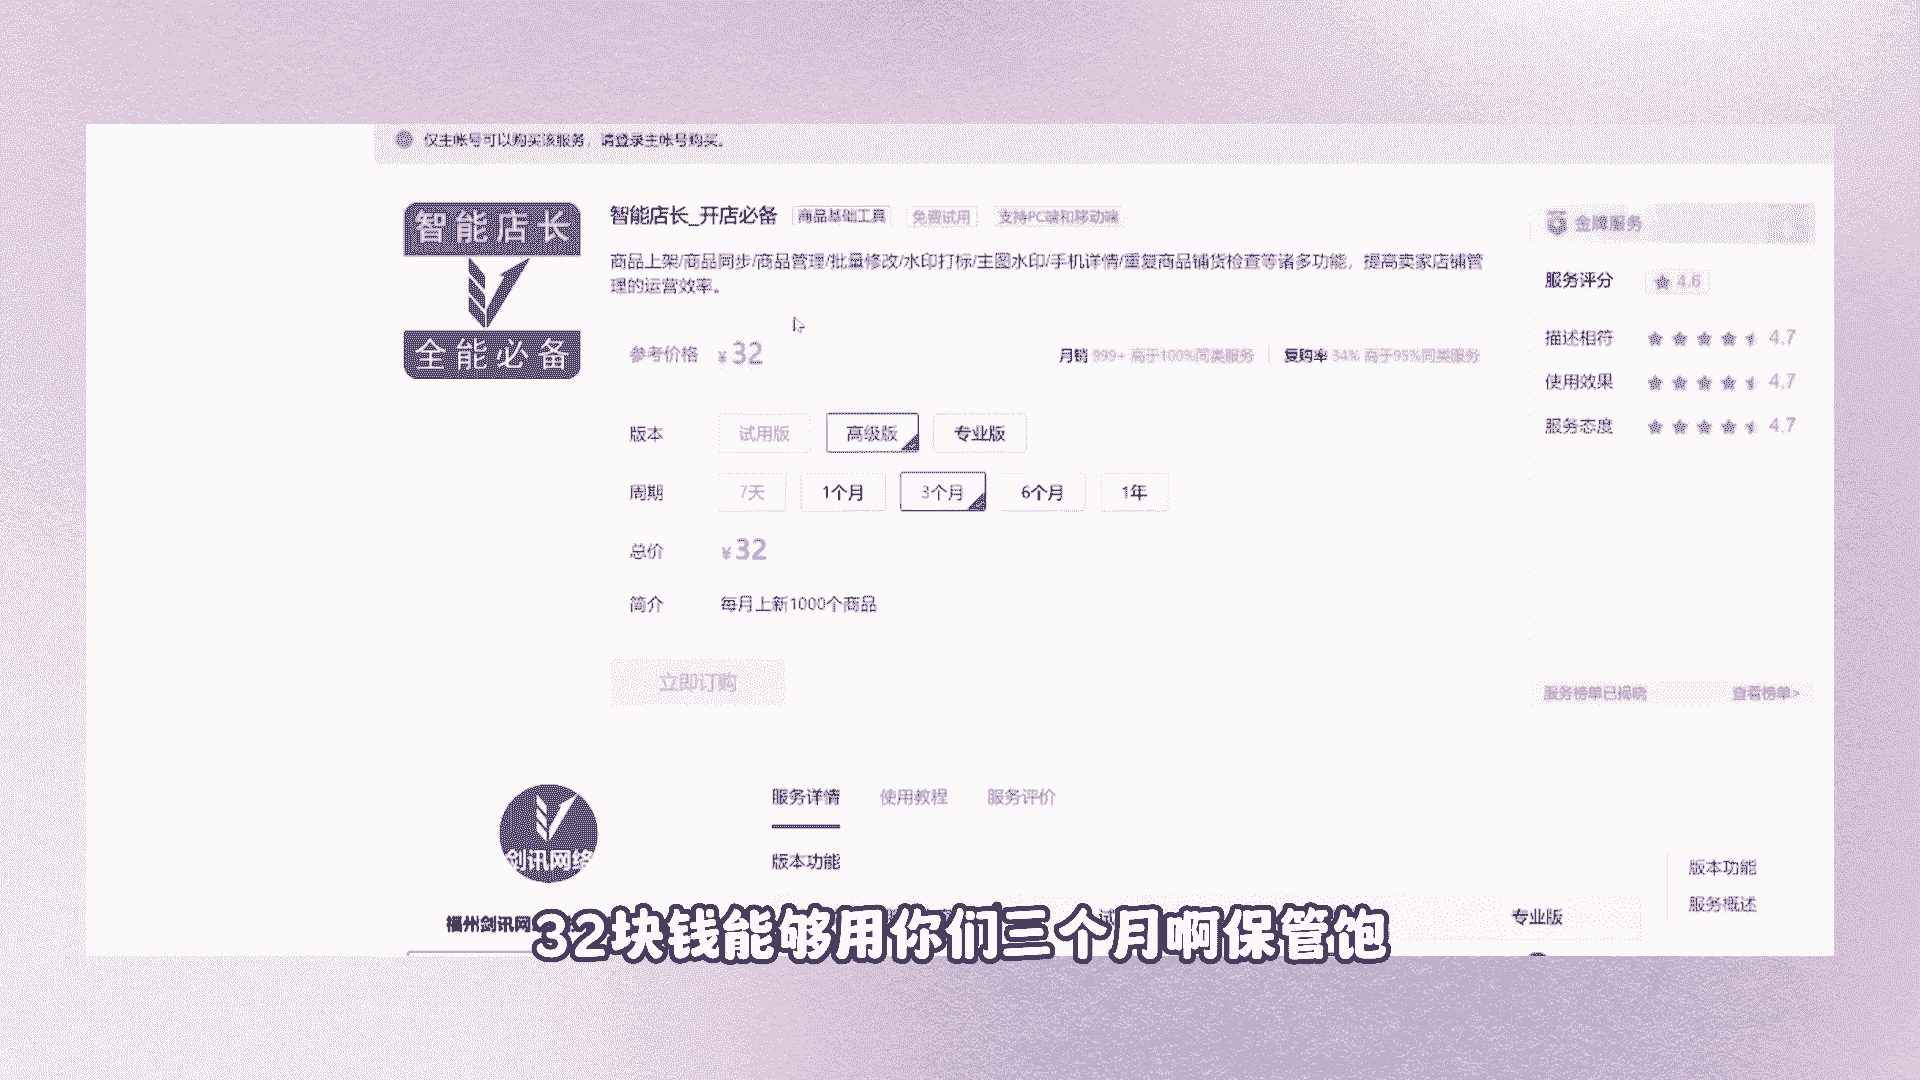 仅主帐号可以购买该服务,请登录主帐号购买。
智能店长
全能必备
智能店长_开店必备 商品基础工具 免费试用 支持PC端和移动端
商品上架/商品同步/商品管理/批量修改/水印打标/主图水印/手机详情/重复商品铺货检查等诸多功能,提高卖家店铺管
理的运营效率。
参考价格 ¥32 月销 999+ 高于100%同类服务 复购率 34% 高于95%同类服务
版本 试用版 高级版 专业版
周期 7天 1个月 3个月 6个月 1年
总价 ¥32
简介 每月上新1000个商品
立即订购
金牌服务
服务评分 4.6
描述相符 4.7
使用效果 4.7
服务态度 4.7
服务榜单已揭晓 查看榜单>
剑讯网络
福州剑讯网
服务详情 使用教程 服务评价
版本功能
专业版
版本功能
服务概述
32块钱能够用你们三个月啊保管饱